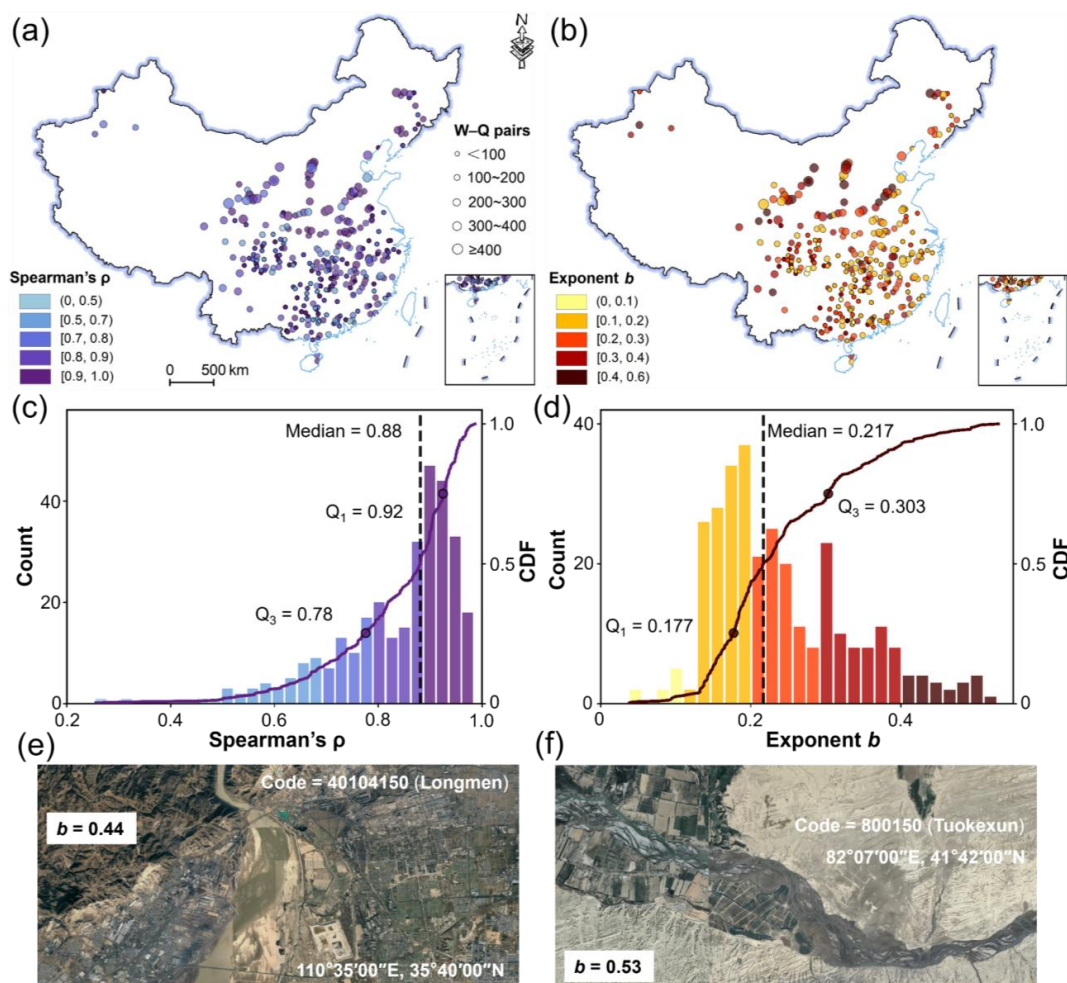 (a)
(b)
N
W–Q pairs
<100
100~200
200~300
300~400
≥400
Spearman's ρ
(0, 0.5)
[0.5, 0.7)
[0.7, 0.8)
[0.8, 0.9)
[0.9, 1.0)
0 500 km
Exponent b
(0, 0.1)
[0.1, 0.2)
[0.2, 0.3)
[0.3, 0.4)
[0.4, 0.6)
(c)
Median = 0.88
Q1 = 0.92
Q3 = 0.78
Count
0
20
40
0.2 0.4 0.6 0.8 1.0
Spearman's ρ
0
0.5
1.0
CDF
(d)
Median = 0.217
Q3 = 0.303
Q1 = 0.177
Count
0
10
20
30
40
0 0.2 0.4
Exponent b
0
0.5
1.0
CDF
(e)
Code = 40104150 (Longmen)
b = 0.44
110°35′00″E, 35°40′00″N
(f)
Code = 800150 (Tuokexun)
82°07′00″E, 41°42′00″N
b = 0.53